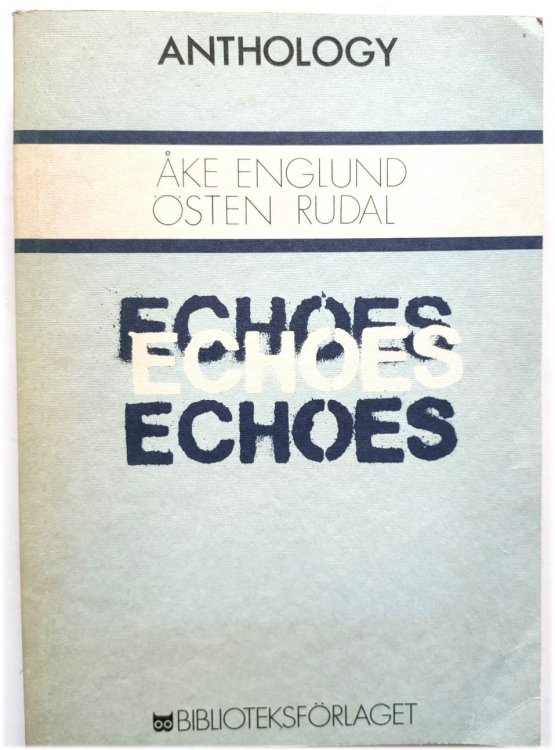 ANTHOLOGY
ÅKE ENGLUND
ÖSTEN RUDAL
ECHOES
ECHOES
ECHOES
BIBLIOTEKSFÖRLAGET